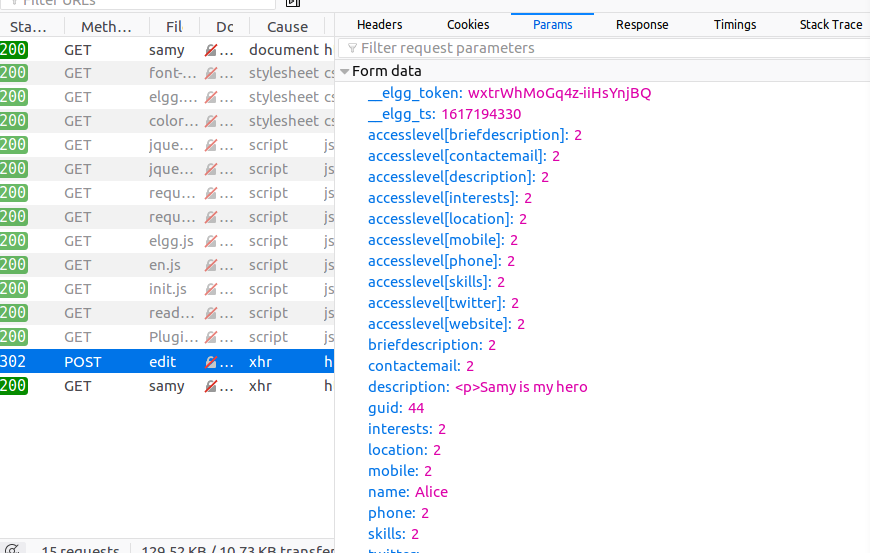 Filter URLs
Headers Cookies Params Response Timings Stack Trace
Sta... Meth... Fil Do Cause
Filter request parameters
Form data
200 GET samy ... document h
200 GET font-... ... stylesheet cs
200 GET elgg.... ... stylesheet cs
200 GET color... ... stylesheet cs
200 GET jque... ... script js
200 GET jque... ... script js
200 GET requ... ... script js
200 GET requ... ... script js
200 GET elgg.js ... script js
200 GET en.js ... script js
200 GET init.js ... script js
200 GET read... ... script js
200 GET Plugi... ... script js
302 POST edit ... xhr h
200 GET samy ... xhr h
__elgg_token: wxtrWhMoGq4z-iiHsYnjBQ
__elgg_ts: 1617194330
accesslevel[briefdescription]: 2
accesslevel[contactemail]: 2
accesslevel[description]: 2
accesslevel[interests]: 2
accesslevel[location]: 2
accesslevel[mobile]: 2
accesslevel[phone]: 2
accesslevel[skills]: 2
accesslevel[twitter]: 2
accesslevel[website]: 2
briefdescription: 2
contactemail: 2
description: <p>Samy is my hero
guid: 44
interests: 2
location: 2
mobile: 2
name: Alice
phone: 2
skills: 2
twitter:
15 requests 129.52 KB / 10.73 KB transfer